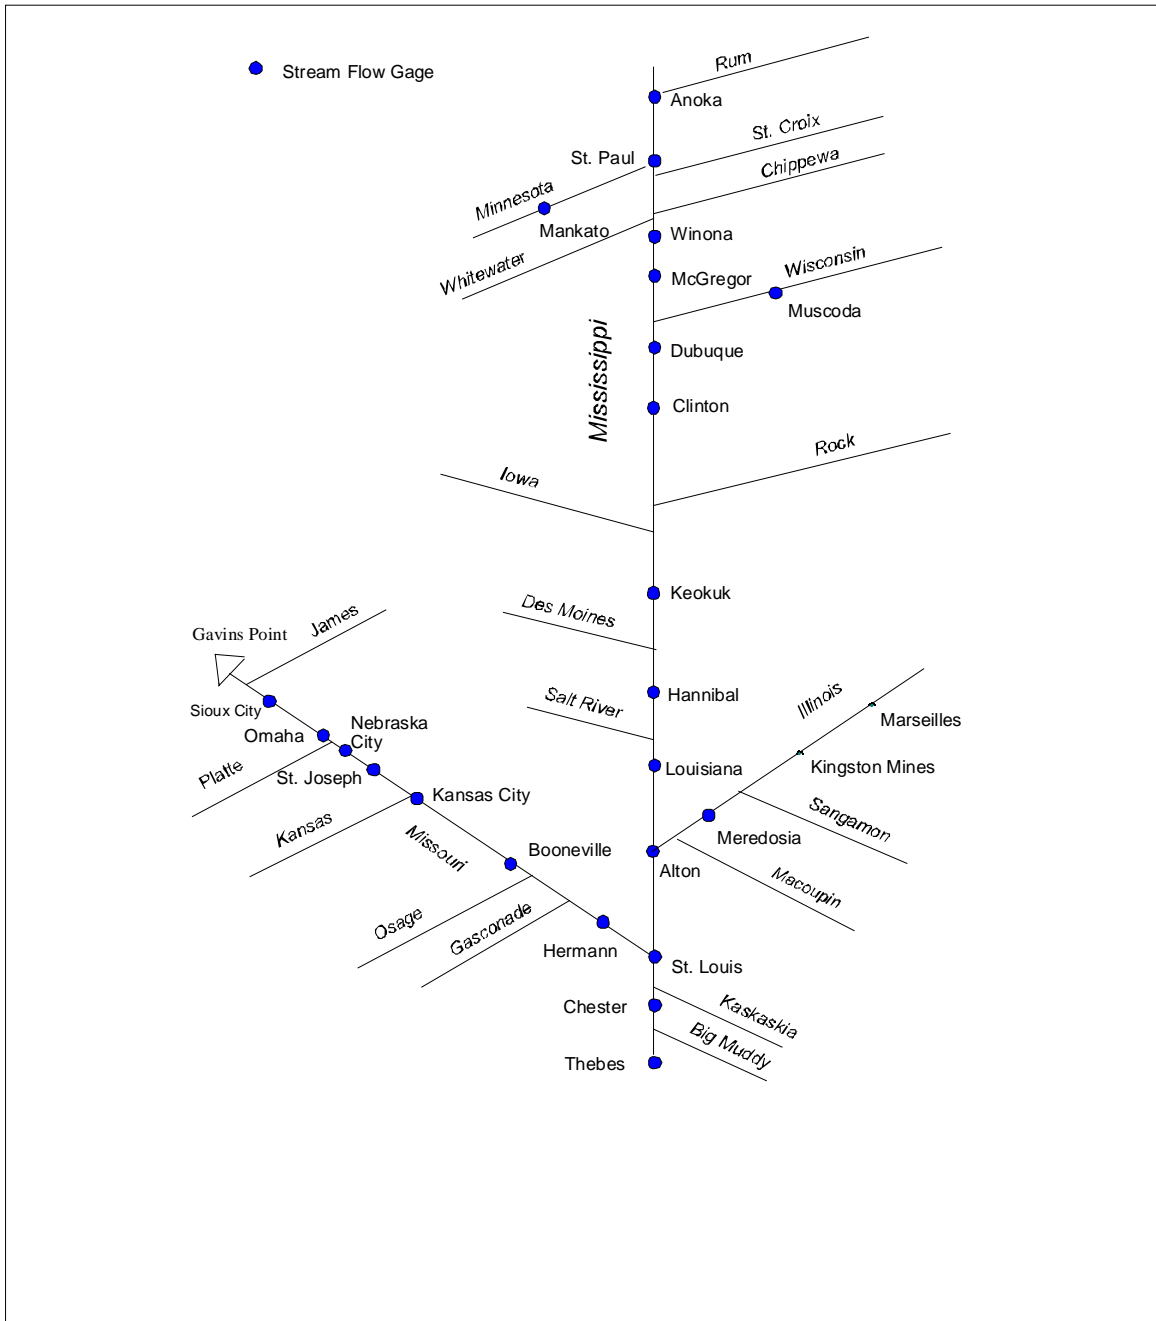 Stream Flow Gage
Rum
Anoka
St. Croix
St. Paul
Chippewa
Minnesota
Mankato
Winona
Whitewater
Wisconsin
McGregor
Muscoda
Mississippi
Dubuque
Clinton
Rock
Iowa
Keokuk
Des Moines
James
Gavins Point
Illinois
Hannibal
Salt River
Sioux City
Marseilles
Omaha
Nebraska
City
Platte
St. Joseph
Louisiana
Kingston Mines
Kansas City
Kansas
Sangamon
Missouri
Booneville
Meredosia
Alton
Macoupin
Osage
Gasconade
Hermann
St. Louis
Chester
Kaskaskia
Big Muddy
Thebes